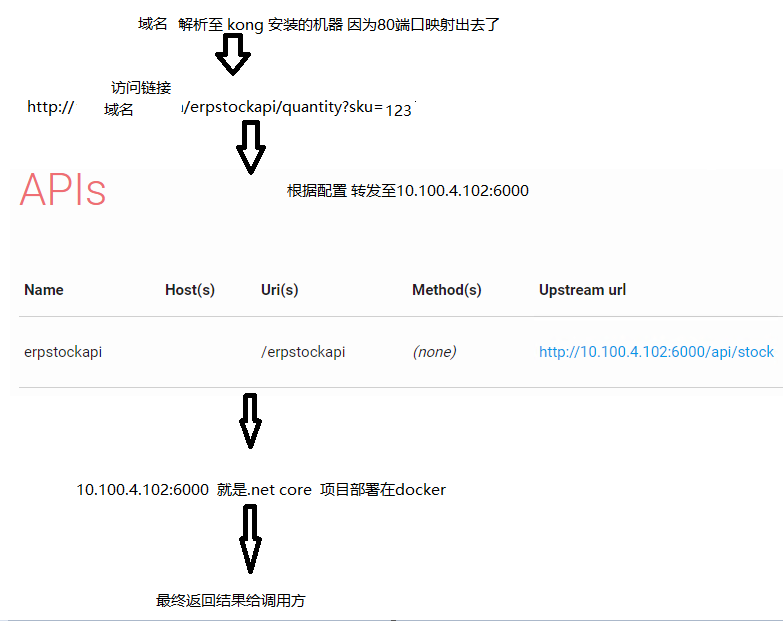 域名 解析至 kong 安装的机器 因为80端口映射出去了
访问链接
http:// 域名 /erpstockapi/quantity?sku=123
APIs
根据配置 转发至10.100.4.102:6000
Name Host(s) Uri(s) Method(s) Upstream url
erpstockapi /erpstockapi (none) http://10.100.4.102:6000/api/stock
10.100.4.102:6000 就是.net core 项目部署在docker
最终返回结果给调用方